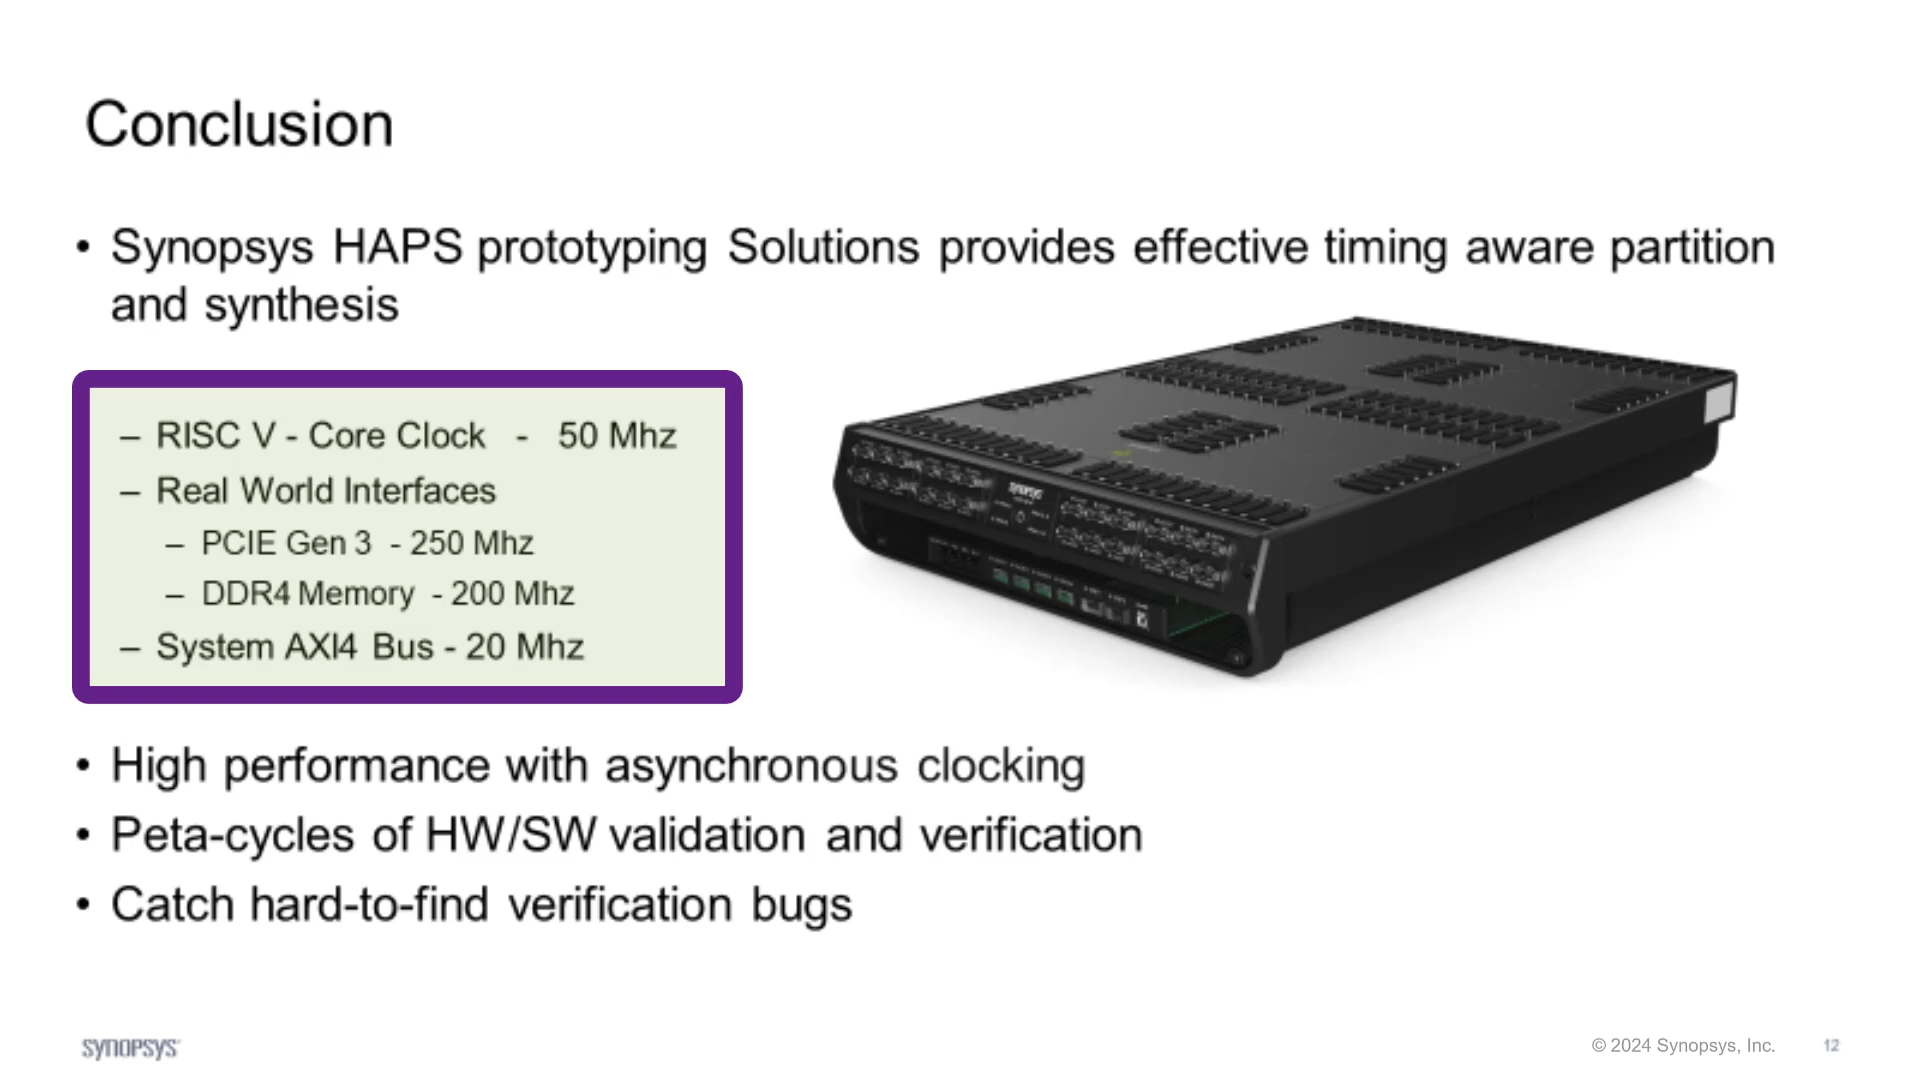 Conclusion
• Synopsys HAPS prototyping Solutions provides effective timing aware partition
and synthesis
– RISC V - Core Clock - 50 Mhz
– Real World Interfaces
– PCIE Gen 3 - 250 Mhz
– DDR4 Memory - 200 Mhz
– System AXI4 Bus - 20 Mhz
SYNOPSYS
• High performance with asynchronous clocking
• Peta-cycles of HW/SW validation and verification
• Catch hard-to-find verification bugs
SYNOPSYS
© 2024 Synopsys, Inc. 12